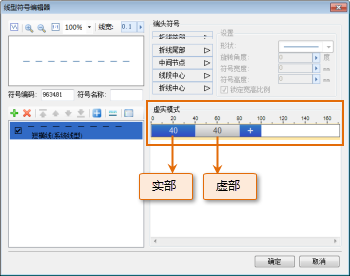 线型符号编辑器
100% 线宽: 0.1
端头符号
折线头部
折线尾部
中间节点
线段中心
折线中心
设置
形状:
旋转角度: 0 度
符号宽度: 0 mm
符号高度: 0 mm
锁定宽高比例
符号编码: 963481 符号名称:
短横线(系统线型)
虚实模式
0 20 40 60 80 100 120 140 160
40 40 +
实部 虚部
确定 取消